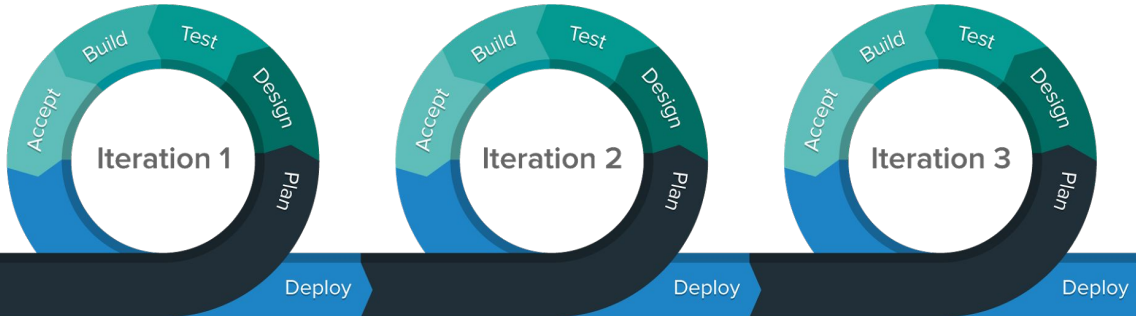 Accept
Build
Test
Design
Plan
Iteration 1
Deploy
Accept
Build
Test
Design
Plan
Iteration 2
Deploy
Accept
Build
Test
Design
Plan
Iteration 3
Deploy